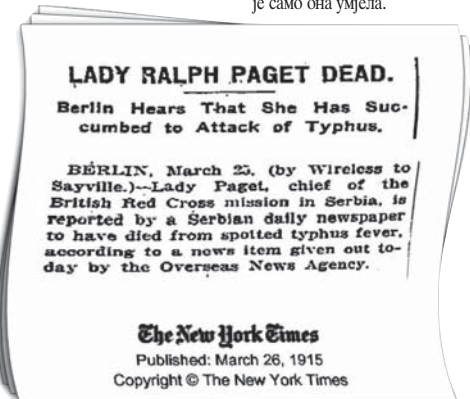 је само она умјела.
LADY RALPH PAGET DEAD.
Berlin Hears That She Has Suc-
cumbed to Attack of Typhus.
BERLIN, March 25, (by Wireless to
Sayville.)—Lady Paget, chief of the
British Red Cross mission in Serbia, is
reported by a Serbian daily newspaper
to have died from spotted typhus fever,
according to a news item given out to-
day by the Overseas News Agency.
The New York Times
Published: March 26, 1915
Copyright © The New York Times